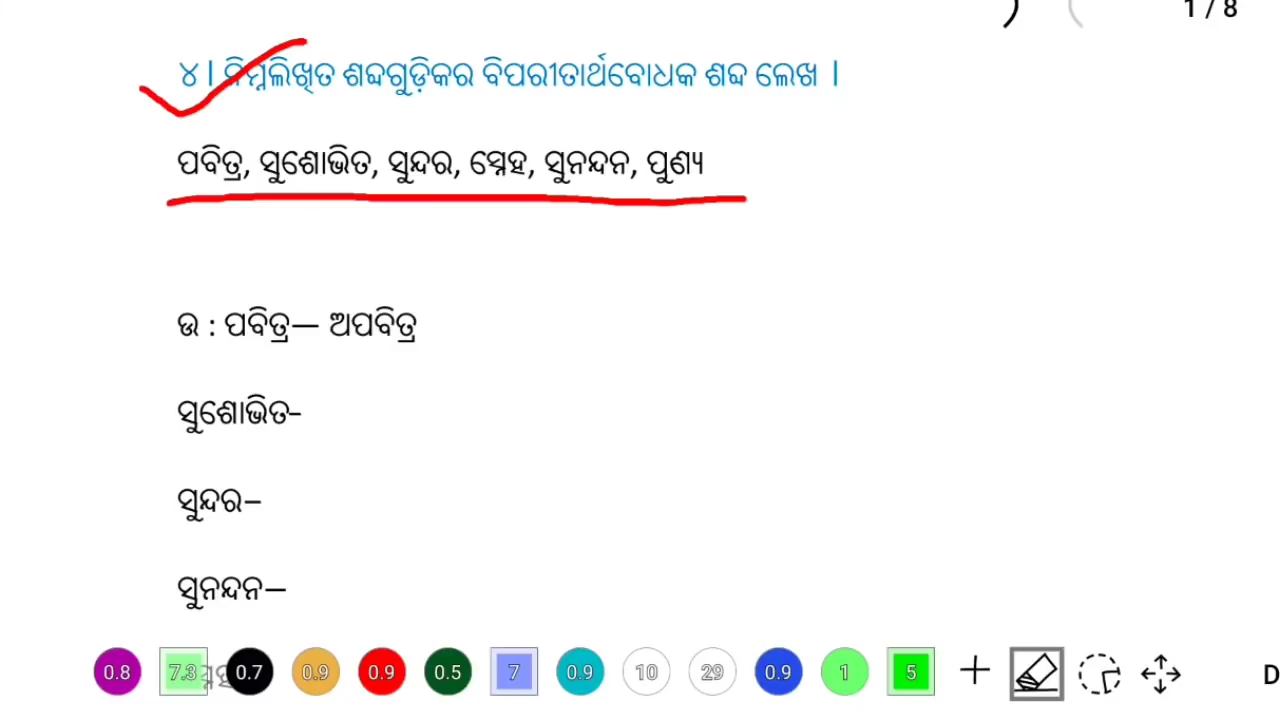 1 / 8
୪ । ନିମ୍ନଲିଖିତ ଶବ୍ଦଗୁଡ଼ିକର ବିପରୀତାର୍ଥବୋଧକ ଶବ୍ଦ ଲେଖ ।
ପବିତ୍ର, ସୁଶୋଭିତ, ସୁନ୍ଦର, ସ୍ନେହ, ସୁନନ୍ଦନ, ପୁଣ୍ୟ
ଉ : ପବିତ୍ର— ଅପବିତ୍ର
ସୁଶୋଭିତ-
ସୁନ୍ଦର–
ସୁନନ୍ଦନ—
0.8 7.3 0.7 0.9 0.9 0.5 7 0.9 10 29 0.9 1 5 D